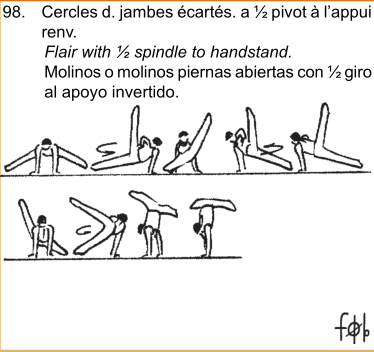 98. Cercles d. jambes écartés. a ½ pivot à l'appui
renv.
Flair with ½ spindle to handstand.
Molinos o molinos piernas abiertas con ½ giro
al apoyo invertido.